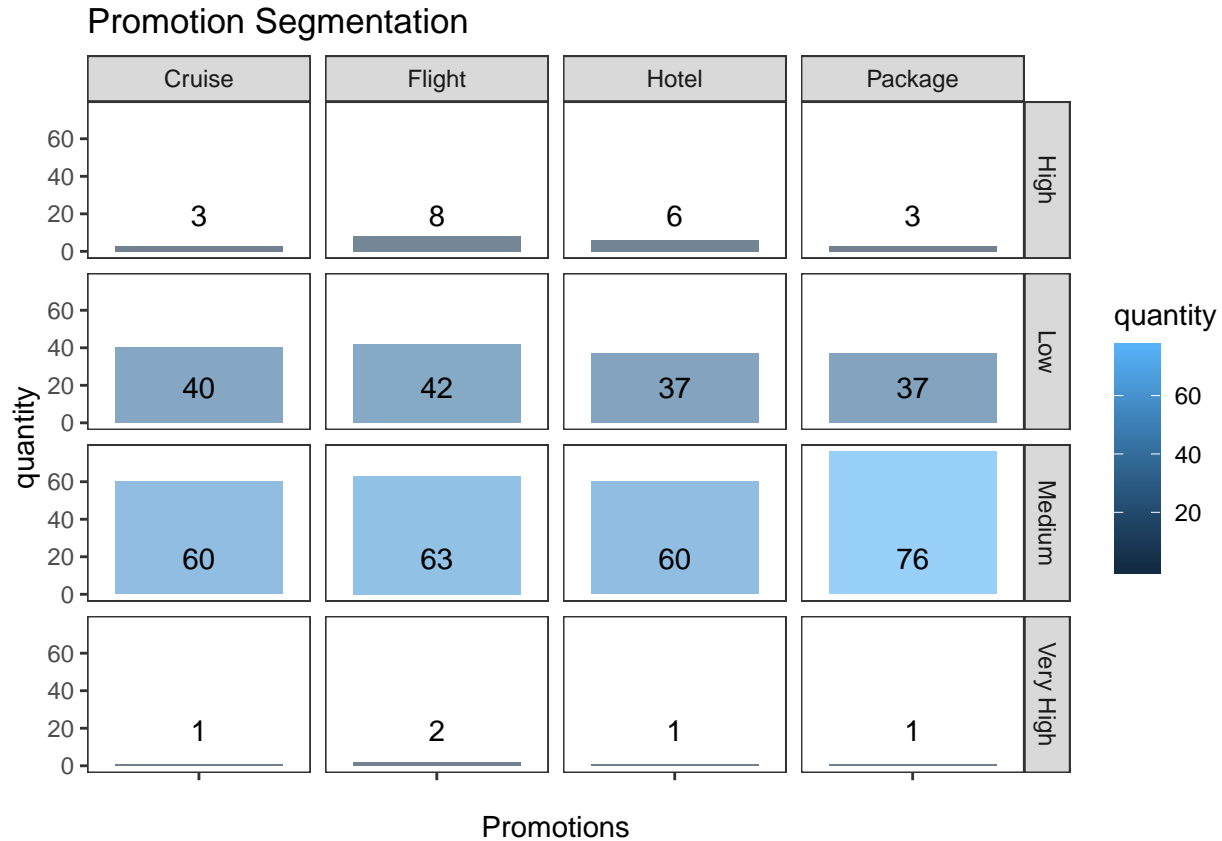 Promotion Segmentation
Cruise Flight Hotel Package
60
40
20
0
3 8 6 3
High
60
40
20
0
40 42 37 37
Low
60
40
20
0
60 63 60 76
Medium
60
40
20
0
1 2 1 1
Very High
quantity
Promotions
quantity
60
40
20